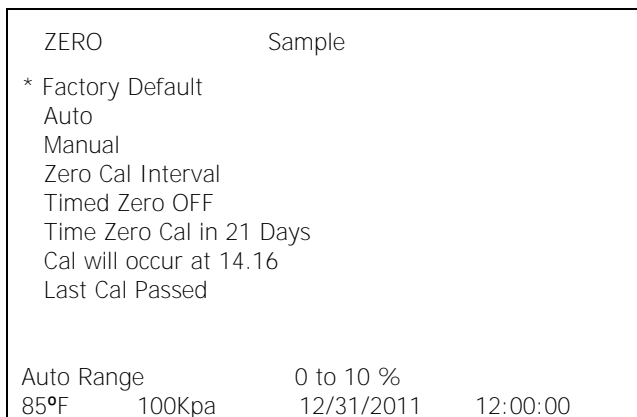 ZERO Sample
* Factory Default
Auto
Manual
Zero Cal Interval
Timed Zero OFF
Time Zero Cal in 21 Days
Cal will occur at 14.16
Last Cal Passed
Auto Range 0 to 10 %
85ºF 100Kpa 12/31/2011 12:00:00